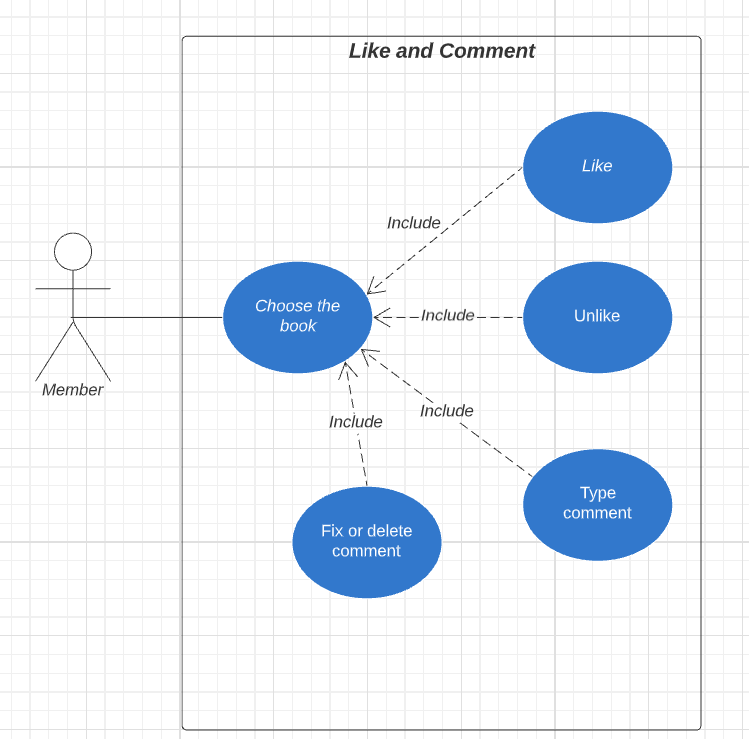 Like and Comment
Like
Include
Choose the
book
Include
Unlike
Member
Include
Include
Type
comment
Fix or delete
comment